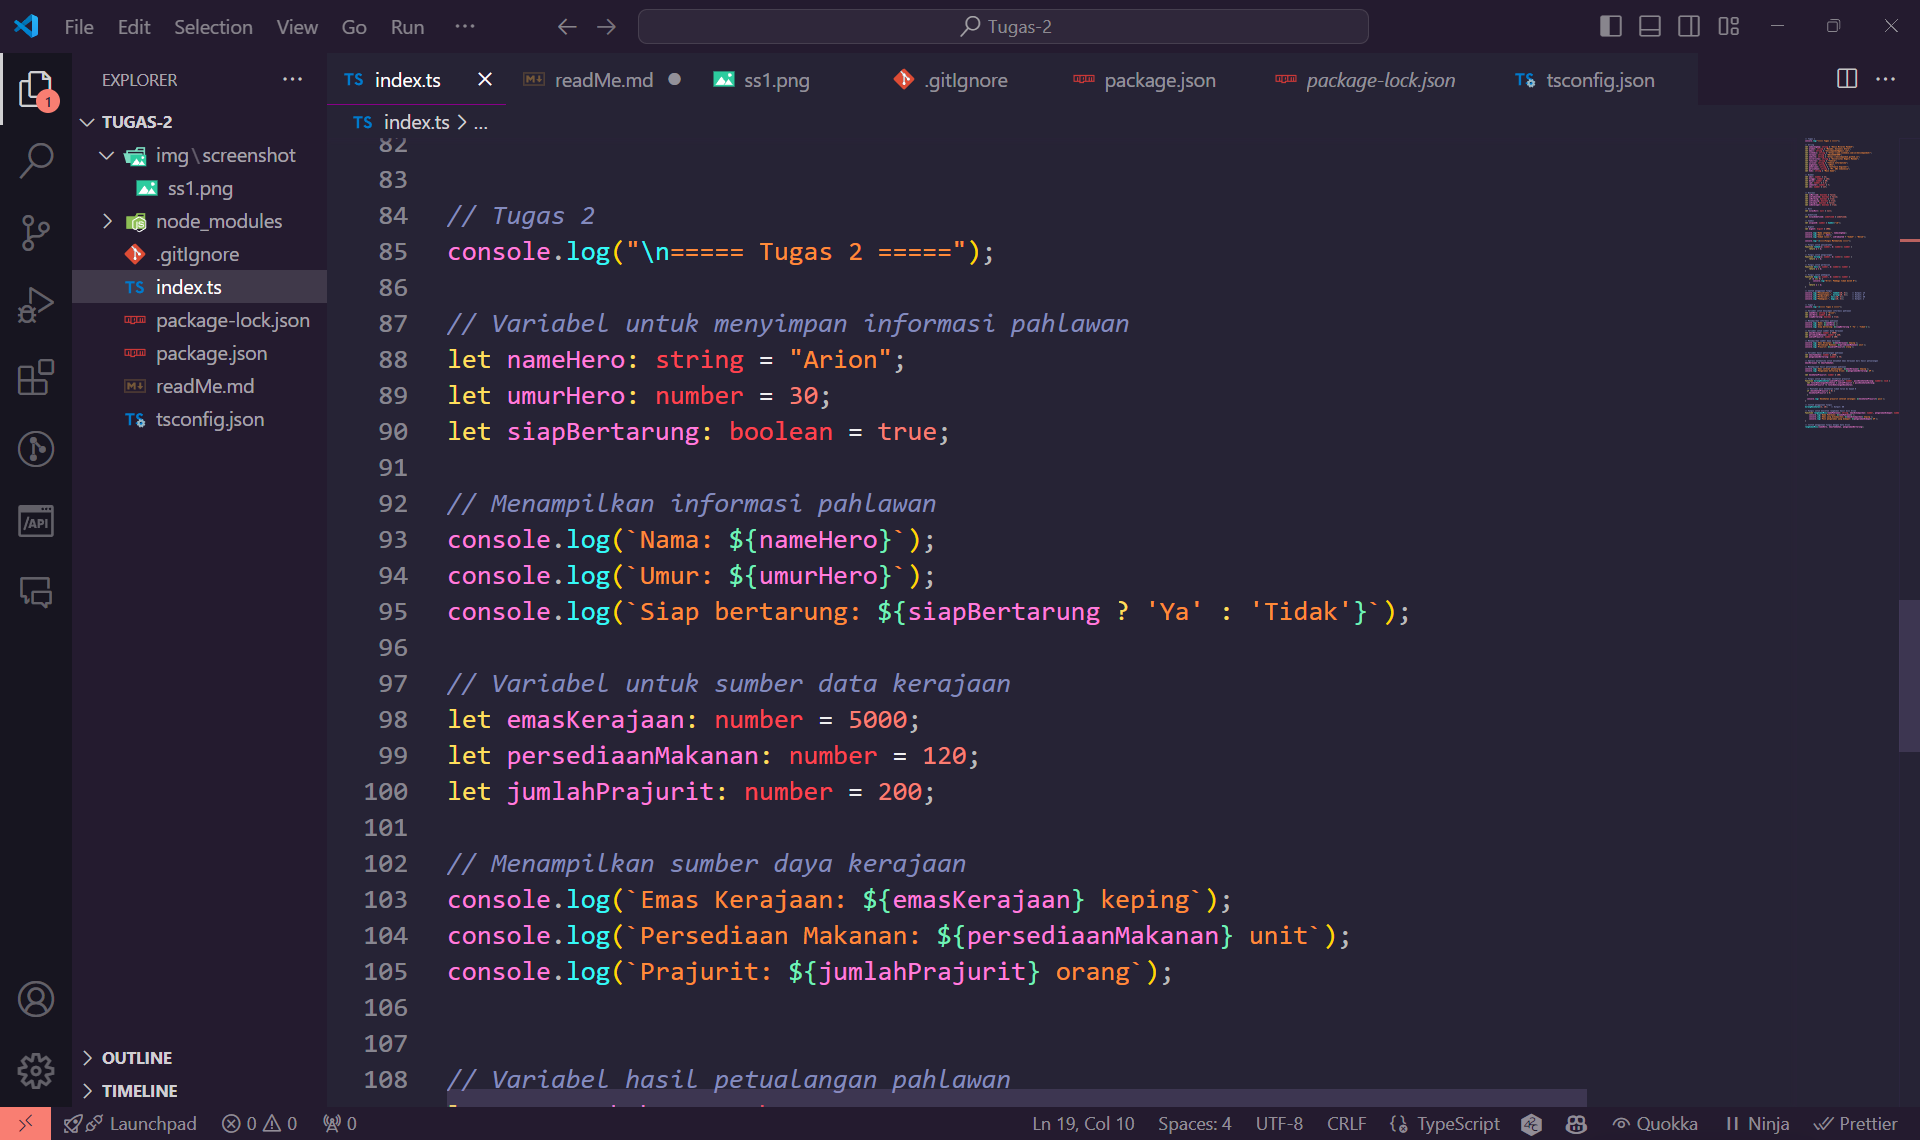 File Edit Selection View Go Run ··· Tugas-2
EXPLORER ···
index.ts readMe.md ss1.png .gitIgnore package.json package-lock.json tsconfig.json
TS index.ts > ...
1
TUGAS-2
img\screenshot
ss1.png
node_modules
.gitIgnore
TS index.ts
package-lock.json
package.json
readMe.md
tsconfig.json
/API
OUTLINE
TIMELINE
82
83
84 // Tugas 2
85 console.log("\n===== Tugas 2 =====");
86
87 // Variabel untuk menyimpan informasi pahlawan
88 let nameHero: string = "Arion";
89 let umurHero: number = 30;
90 let siapBertarung: boolean = true;
91
92 // Menampilkan informasi pahlawan
93 console.log(`Nama: ${nameHero}`);
94 console.log(`Umur: ${umurHero}`);
95 console.log(`Siap bertarung: ${siapBertarung ? 'Ya' : 'Tidak'}`);
96
97 // Variabel untuk sumber data kerajaan
98 let emasKerajaan: number = 5000;
99 let persediaanMakanan: number = 120;
100 let jumlahPrajurit: number = 200;
101
102 // Menampilkan sumber daya kerajaan
103 console.log(`Emas Kerajaan: ${emasKerajaan} keping`);
104 console.log(`Persediaan Makanan: ${persediaanMakanan} unit`);
105 console.log(`Prajurit: ${jumlahPrajurit} orang`);
106
107
108 // Variabel hasil petualangan pahlawan
Launchpad 0 0 0 Ln 19, Col 10 Spaces: 4 UTF-8 CRLF TypeScript Quokka Ninja Prettier